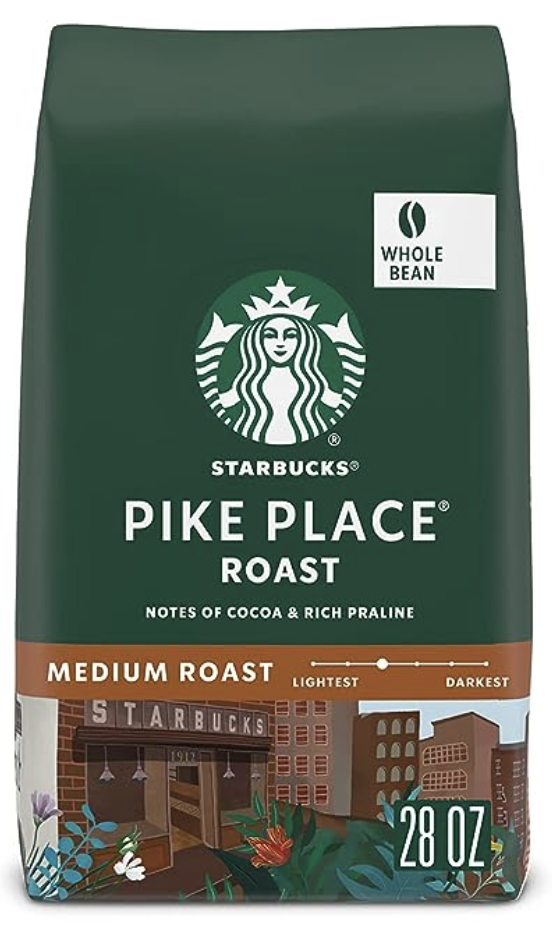 WHOLE
BEAN
®
STARBUCKS®
PIKE PLACE®
ROAST
NOTES OF COCOA & RICH PRALINE
MEDIUM ROAST
LIGHTEST
DARKEST
STARBUCKS
1912
28 OZ